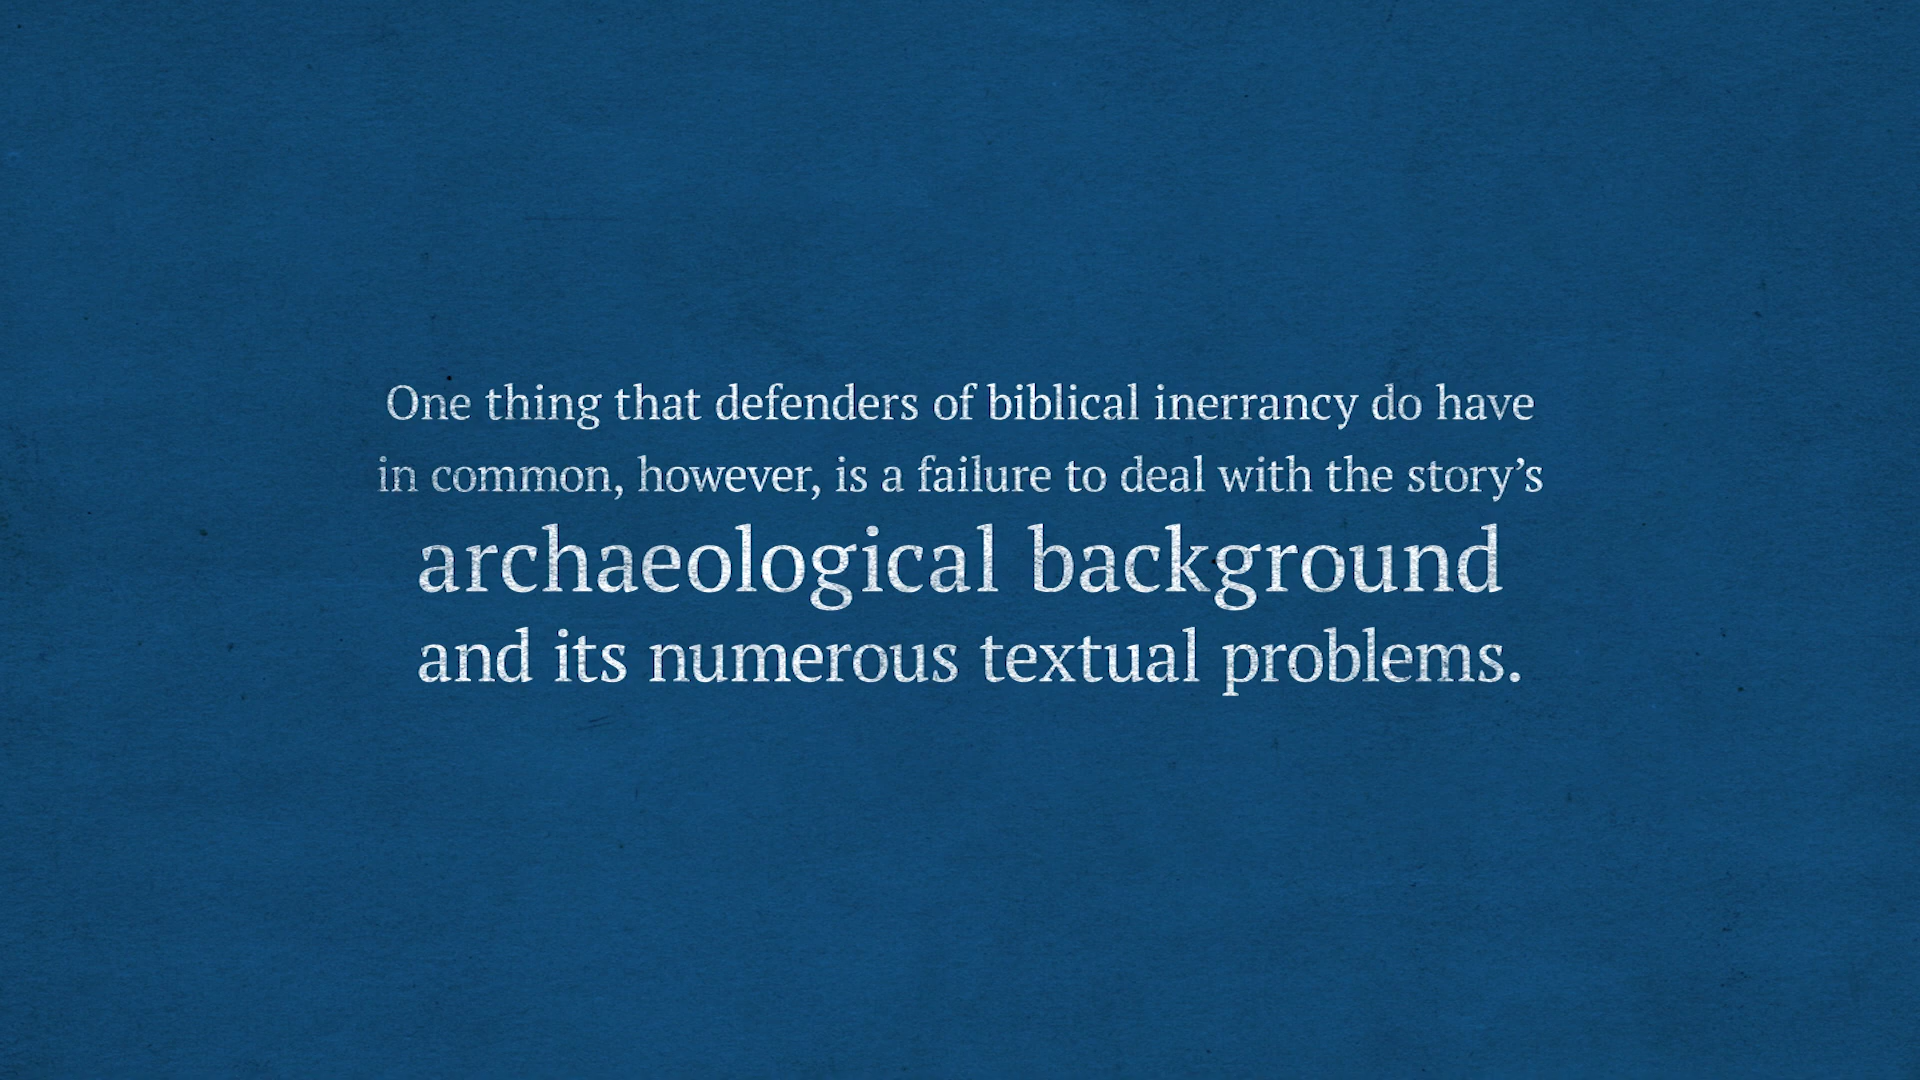 One thing that defenders of biblical inerrancy do have
in common, however, is a failure to deal with the story’s
archaeological background
and its numerous textual problems.